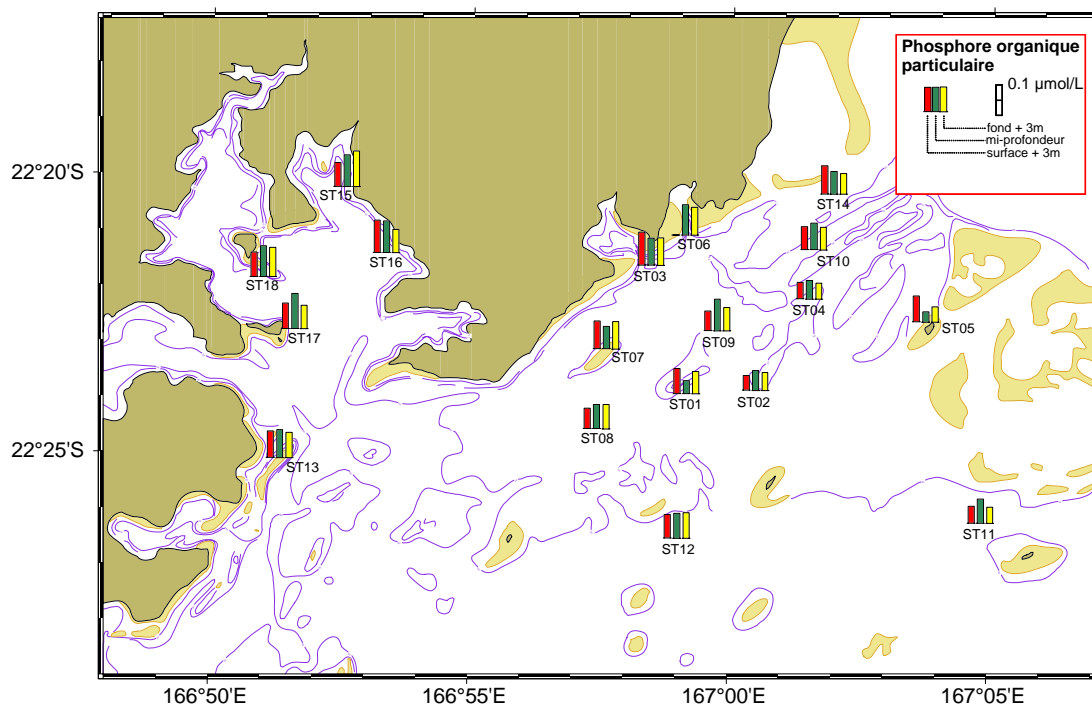 Phosphore organique
particulaire
0.1 µmol/L
fond + 3m
mi-profondeur
surface + 3m
22°20'S
ST15
ST14
ST16
ST06
ST10
ST03
ST18
ST04
ST17
ST05
ST09
ST07
ST01
ST02
ST08
22°25'S
ST13
ST11
ST12
166°50'E
166°55'E
167°00'E
167°05'E